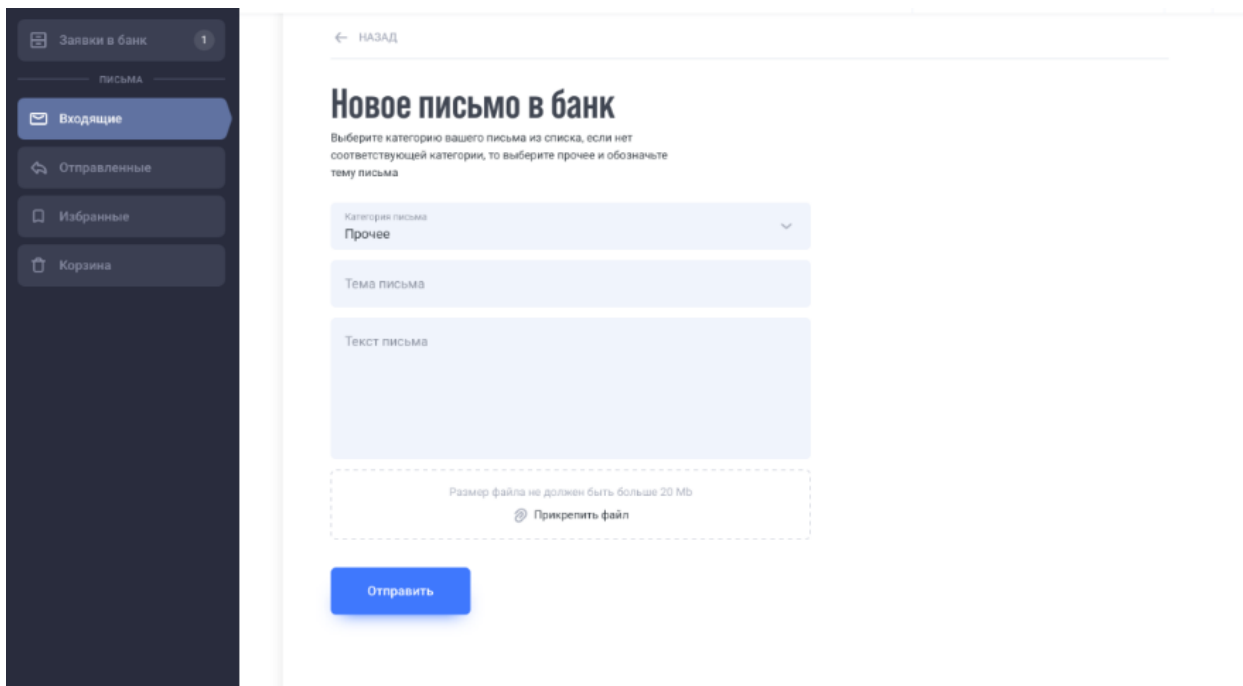 Заявки в банк 1
ПИСЬМА
Входящие
Отправленные
Избранные
Корзина
НАЗАД
Новое письмо в банк
Выберите категорию вашего письма из списка, если нет
соответствующей категории, то выберите прочее и обозначьте
тему письма
Категория письма
Прочее
Тема письма
Текст письма
Размер файла не должен быть больше 20 Mb
Прикрепить файл
Отправить